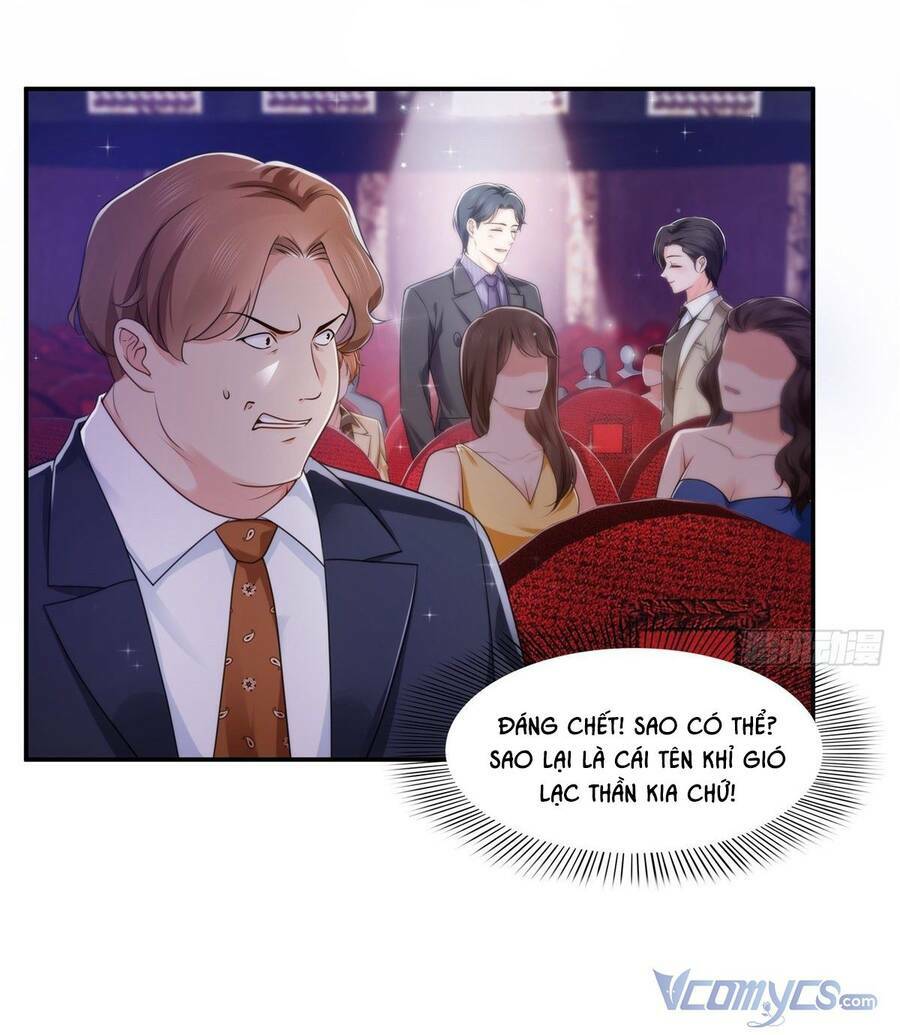 ĐÁNG CHẾT! SAO CÓ THỂ?
SAO LẠI LÀ CÁI TÊN KHỈ GIÓ
LẠC THẦN KIA CHỨ!
VCOMYCS.com